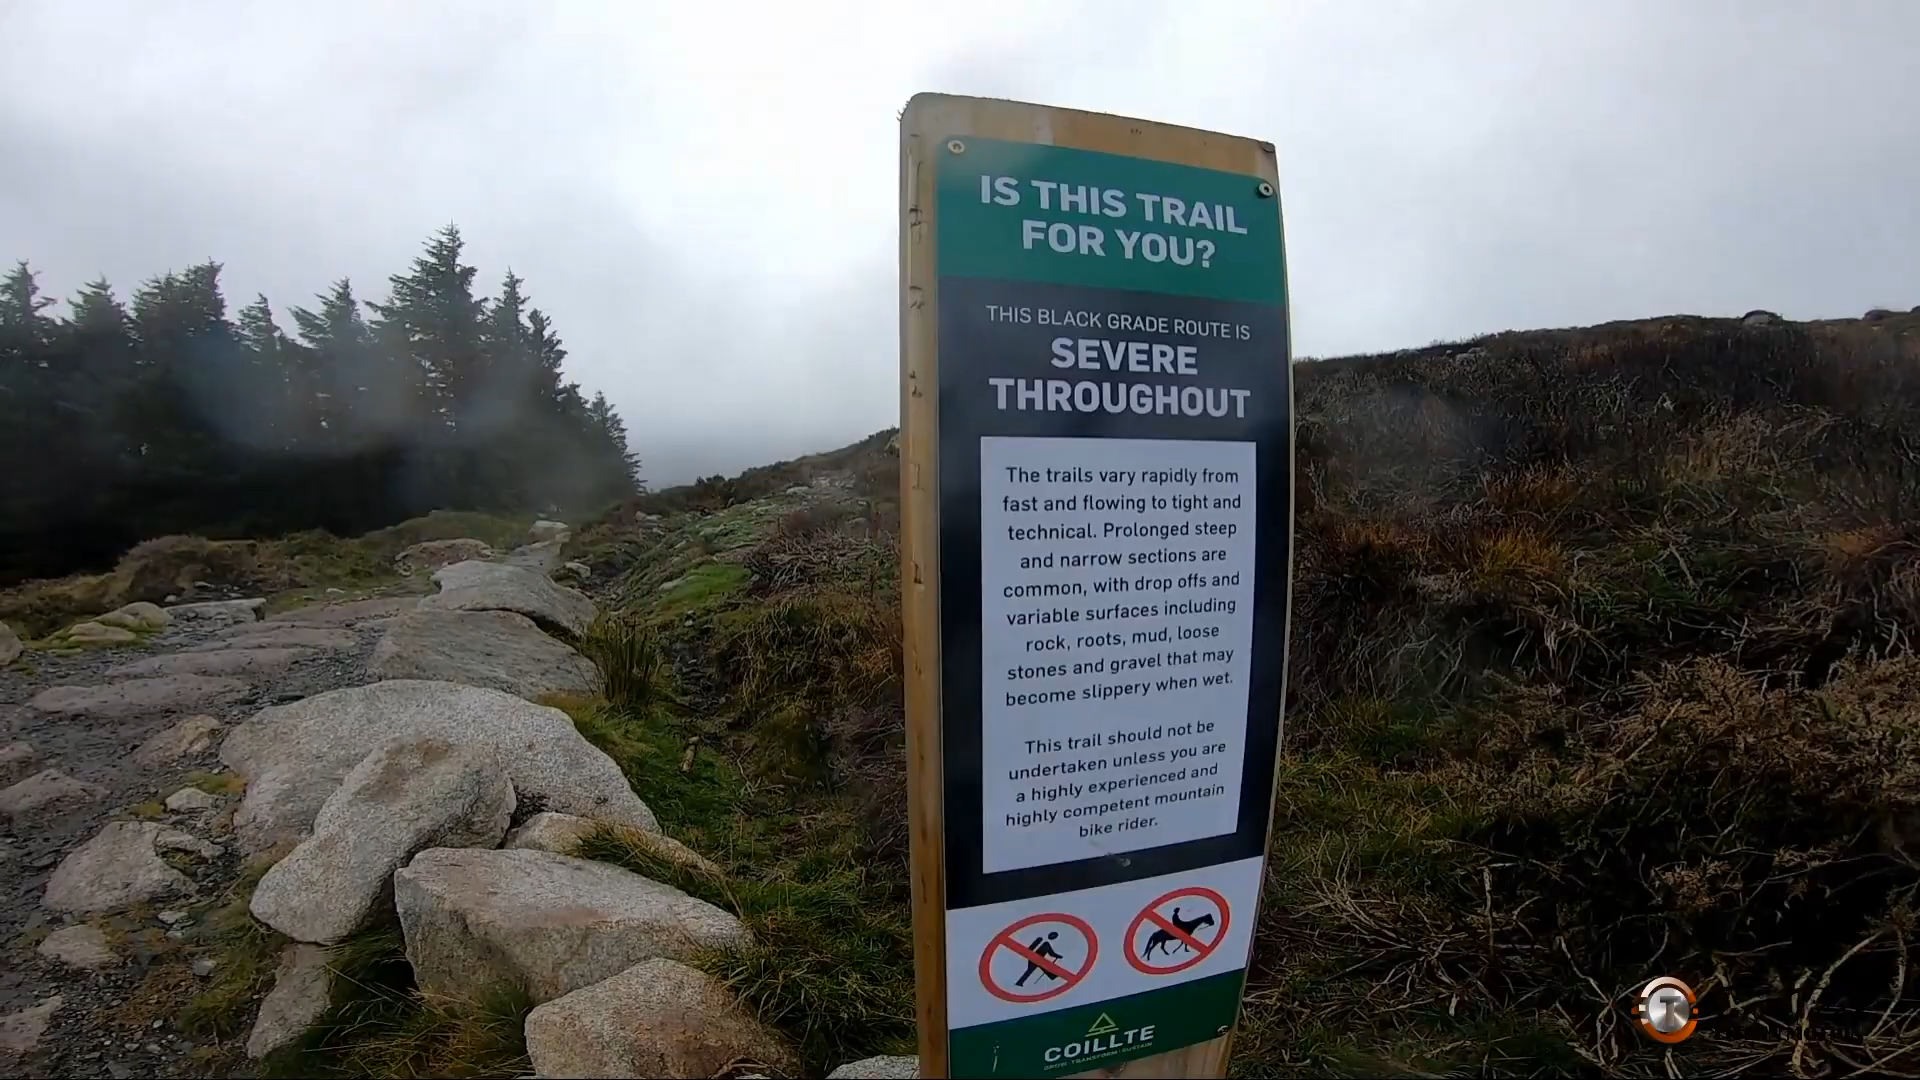 IS THIS TRAIL
FOR YOU?
THIS BLACK GRADE ROUTE IS
SEVERE
THROUGHOUT
The trails vary rapidly from
fast and flowing to tight and
technical. Prolonged steep
and narrow sections are
common, with drop offs and
variable surfaces including
rock, roots, mud, loose
stones and gravel that may
become slippery when wet.
This trail should not be
undertaken unless you are
a highly experienced and
highly competent mountain
bike rider.
COILLTE
GROW · TRANSFORM · SUSTAIN
T